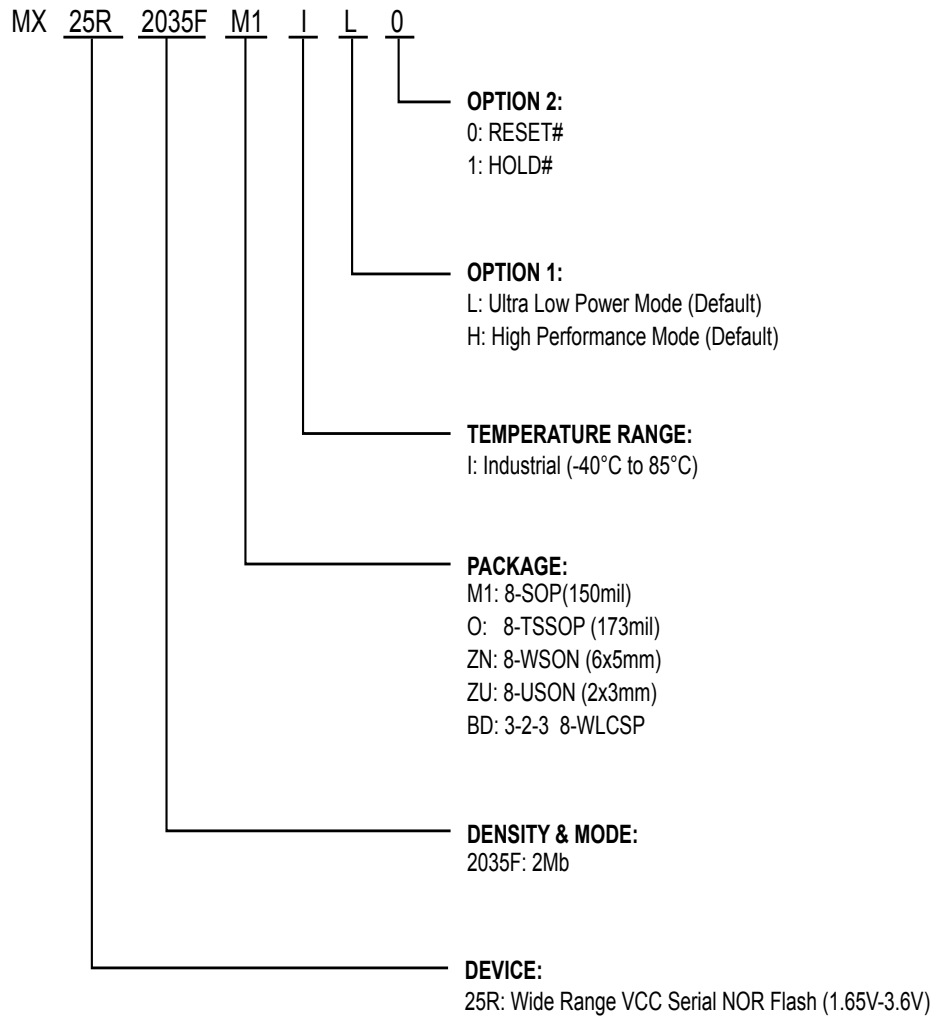 MX 25R 2035F M1 I L 0
OPTION 2:
0: RESET#
1: HOLD#
OPTION 1:
L: Ultra Low Power Mode (Default)
H: High Performance Mode (Default)
TEMPERATURE RANGE:
I: Industrial (-40°C to 85°C)
PACKAGE:
M1: 8-SOP(150mil)
O: 8-TSSOP (173mil)
ZN: 8-WSON (6x5mm)
ZU: 8-USON (2x3mm)
BD: 3-2-3 8-WLCSP
DENSITY & MODE:
2035F: 2Mb
DEVICE:
25R: Wide Range VCC Serial NOR Flash (1.65V-3.6V)